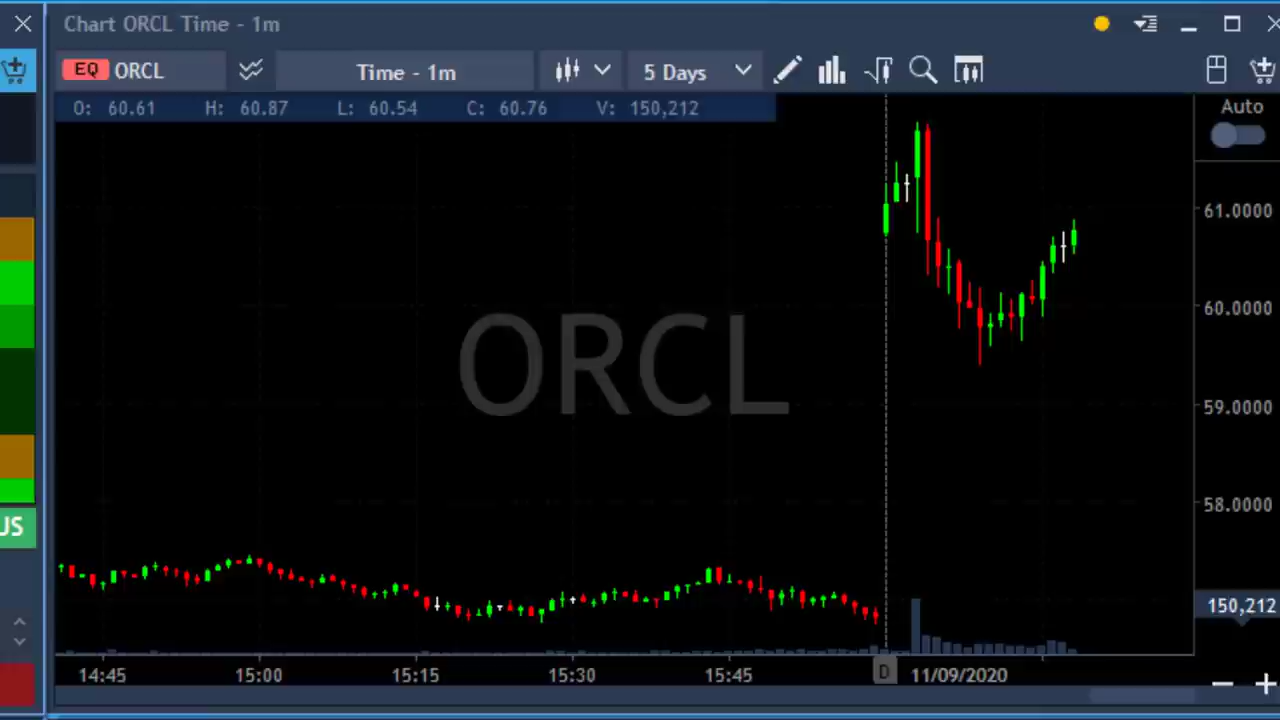 Chart ORCL Time - 1m
EQ ORCL Time - 1m 5 Days
O: 60.61 H: 60.87 L: 60.54 C: 60.76 V: 150,212
Auto
61.0000
ORCL
60.0000
59.0000
58.0000
US
150,212
14:45 15:00 15:15 15:30 15:45 D 11/09/2020